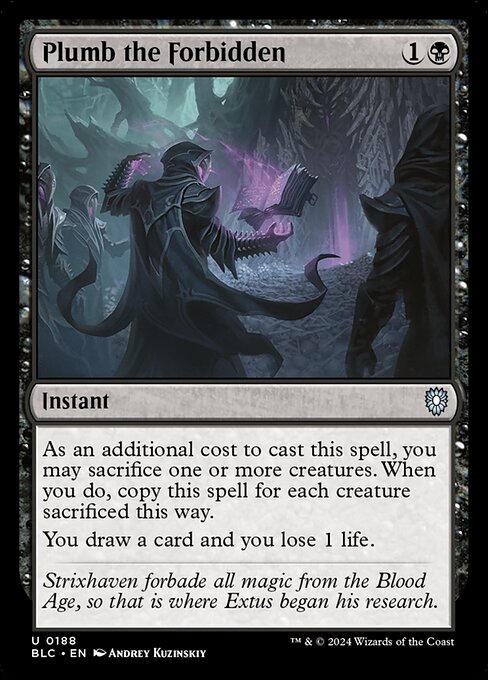 Plumb the Forbidden 1
Instant
As an additional cost to cast this spell, you
may sacrifice one or more creatures. When
you do, copy this spell for each creature
sacrificed this way.
You draw a card and you lose 1 life.
Strixhaven forbade all magic from the Blood
Age, so that is where Extus began his research.
U 0188
BLC • EN Andrey Kuzinskiy
™ & © 2024 Wizards of the Coast